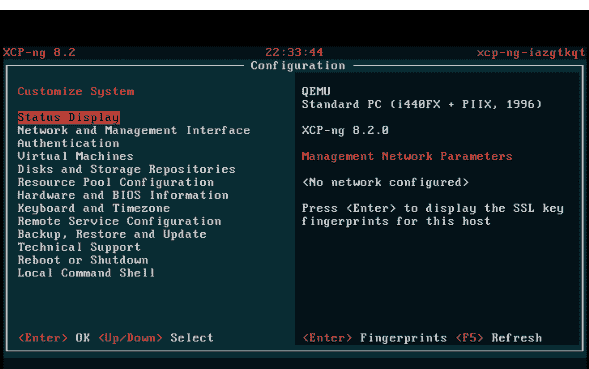 XCP-ng 8.2 22:33:44 xcp-ng-iazgtkqt
Configuration
Customize System
Status Display
Network and Management Interface
Authentication
Virtual Machines
Disks and Storage Repositories
Resource Pool Configuration
Hardware and BIOS Information
Keyboard and Timezone
Remote Service Configuration
Backup, Restore and Update
Technical Support
Reboot or Shutdown
Local Command Shell
<Enter> OK <Up/Down> Select
QEMU
Standard PC (i440FX + PIIX, 1996)
XCP-ng 8.2.0
Management Network Parameters
<No network configured>
Press <Enter> to display the SSL key
fingerprints for this host
<Enter> Fingerprints <F5> Refresh